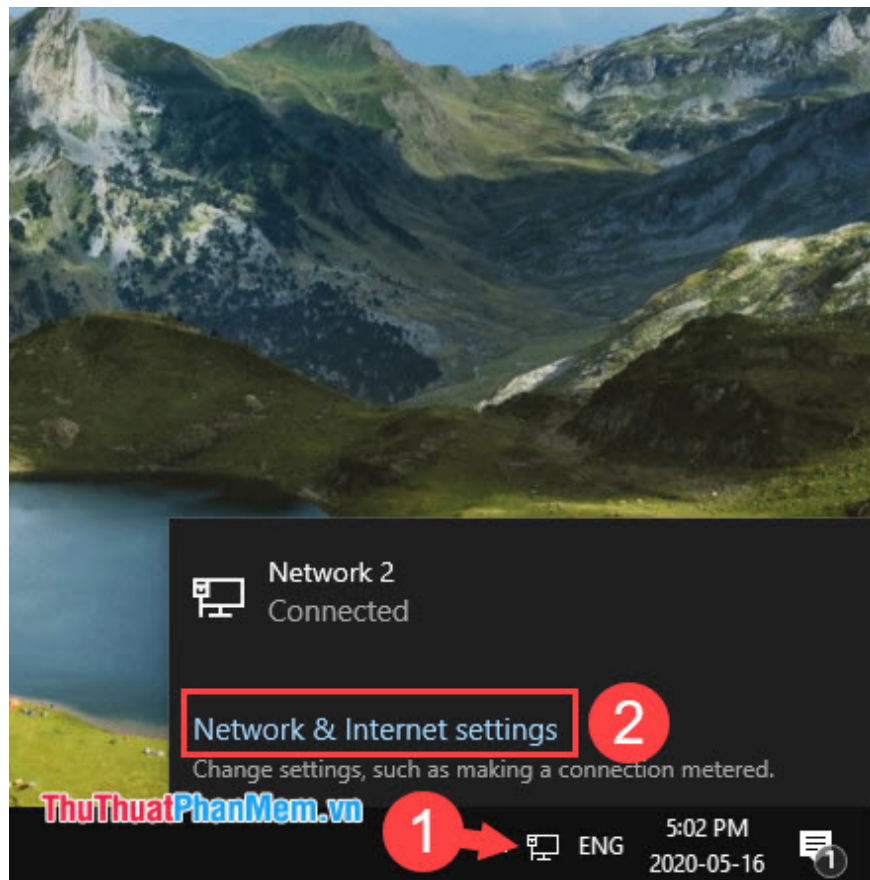 Network 2
Connected
Network & Internet settings
2
Change settings, such as making a connection metered.
ThuThuatPhanMem.vn
1
ENG
5:02 PM
2020-05-16
1